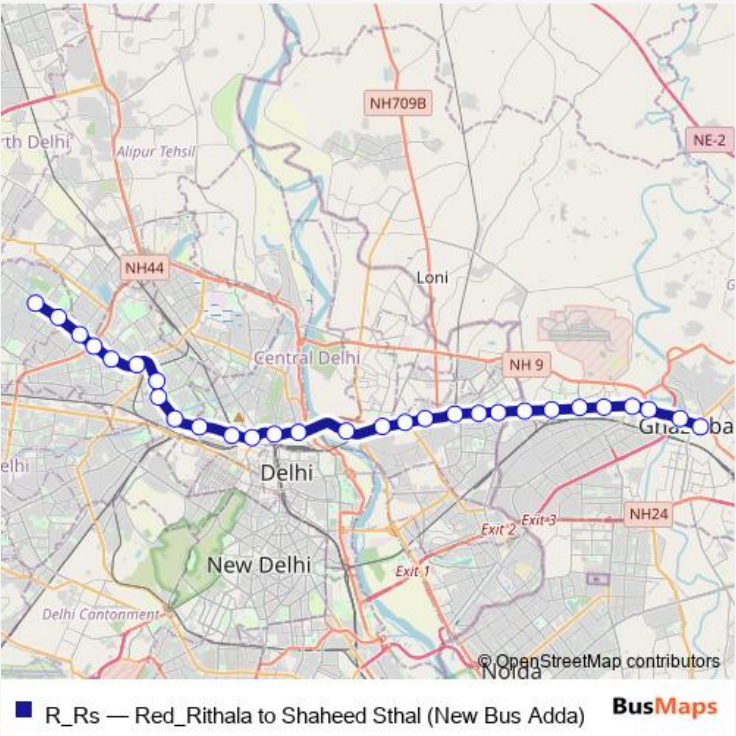 NH709B
NE-2
rth Delhi
Alipur Tehsil
NH44
Loni
G
Central Delhi
NH 9
elhi
Delhi
NH24
Exit 2
Exit 3
New Delhi
Exit 1
Delhi Cantonment
© OpenStreetMap contributors
Noida
R_Rs — Red_Rithala to Shaheed Sthal (New Bus Adda)
BusMaps